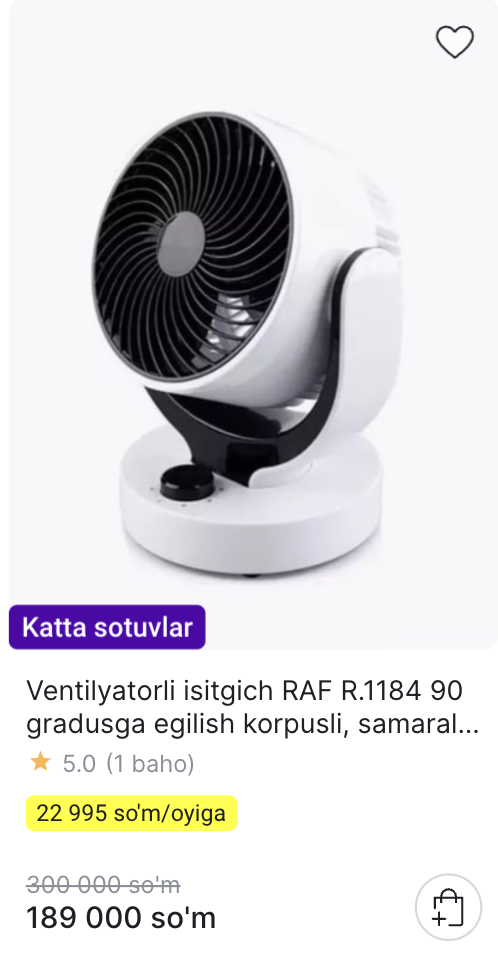 Katta sotuvlar
Ventilyatorli isitgich RAF R.1184 90
gradusga egilish korpusli, samaral...
5.0 (1 baho)
22 995 so'm/oyiga
300 000 so'm
189 000 so'm